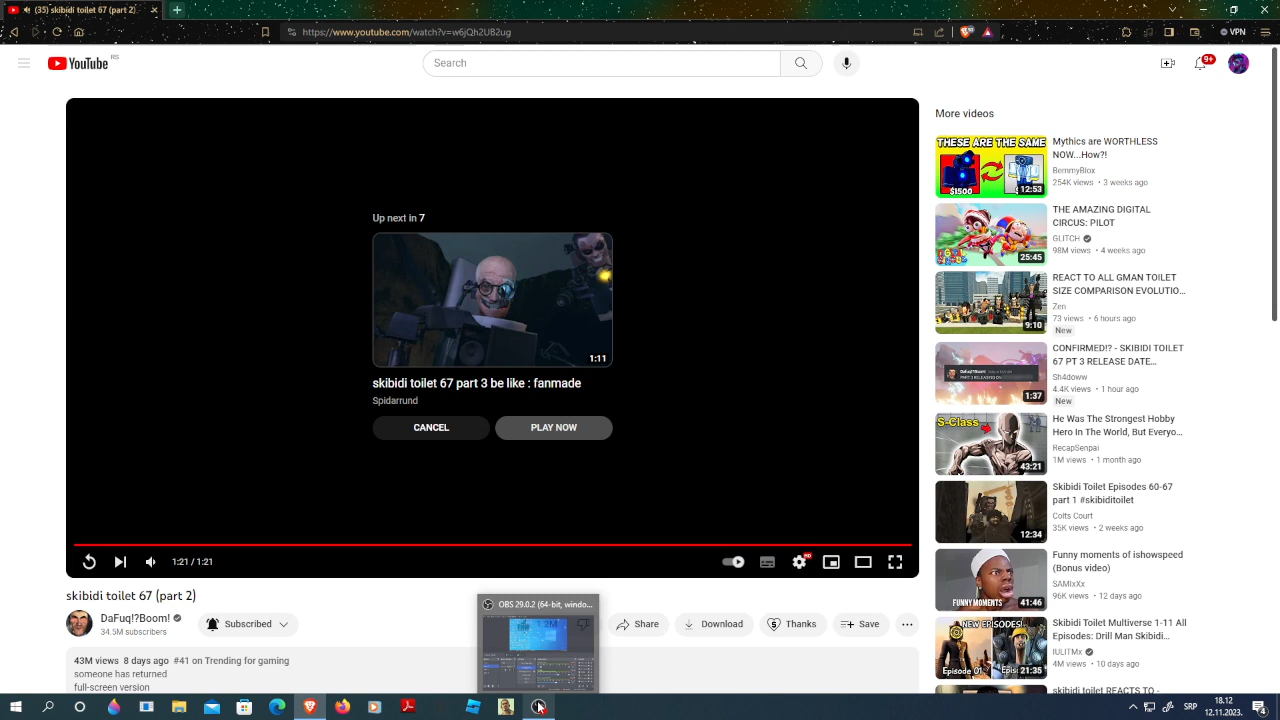 (35) skibidi toilet 67 (part 2)
https://www.youtube.com/watch?v=w6jQh2UB2ug
VPN
YouTube RS
Search
9+
Up next in 7
1:11
skibidi toilet 67 part 3 be like : fanmade
Spidarrund
CANCEL
PLAY NOW
1:21 / 1:21
HD
skibidi toilet 67 (part 2)
DaFuq!?Boom!
34.5M subscribers
Subscribed
OBS 29.0.2 (64-bit, windo...
1.2M
Share
Download
Thanks
Save
43M views 8 days ago #41 on Trending for gaming
someone has returned
full-screen version
More videos
THESE ARE THE SAME
$1500
12:53
Mythics are WORTHLESS
NOW...How?!
BemmyBlox
254K views • 3 weeks ago
25:45
THE AMAZING DIGITAL
CIRCUS: PILOT
GLITCH
98M views • 4 weeks ago
9:10
REACT TO ALL GMAN TOILET
SIZE COMPARISON EVOLUTIO...
Zen
73 views • 6 hours ago
New
DaFuq!?Boom!
1:37
CONFIRMED!? - SKIBIDI TOILET
67 PT 3 RELEASE DATE...
Sh4doww
4.4K views • 1 hour ago
New
S-Class
43:21
He Was The Strongest Hobby
Hero In The World, But Everyo...
RecapSenpai
1M views • 1 month ago
12:34
Skibidi Toilet Episodes 60-67
part 1 #skibiditoilet
Colts Court
35K views • 2 weeks ago
FUNNY MOMENTS
41:46
Funny moments of ishowspeed
(Bonus video)
SAMIxXx
96K views • 12 days ago
NEW EPISODES!
Episode 01
21:35
Skibidi Toilet Multiverse 1-11 All
Episodes: Drill Man Skibidi...
IULITMx
4M views • 10 days ago
skibidi toilet REACTS TO -
SRP
18.12
12.11.2023.
4